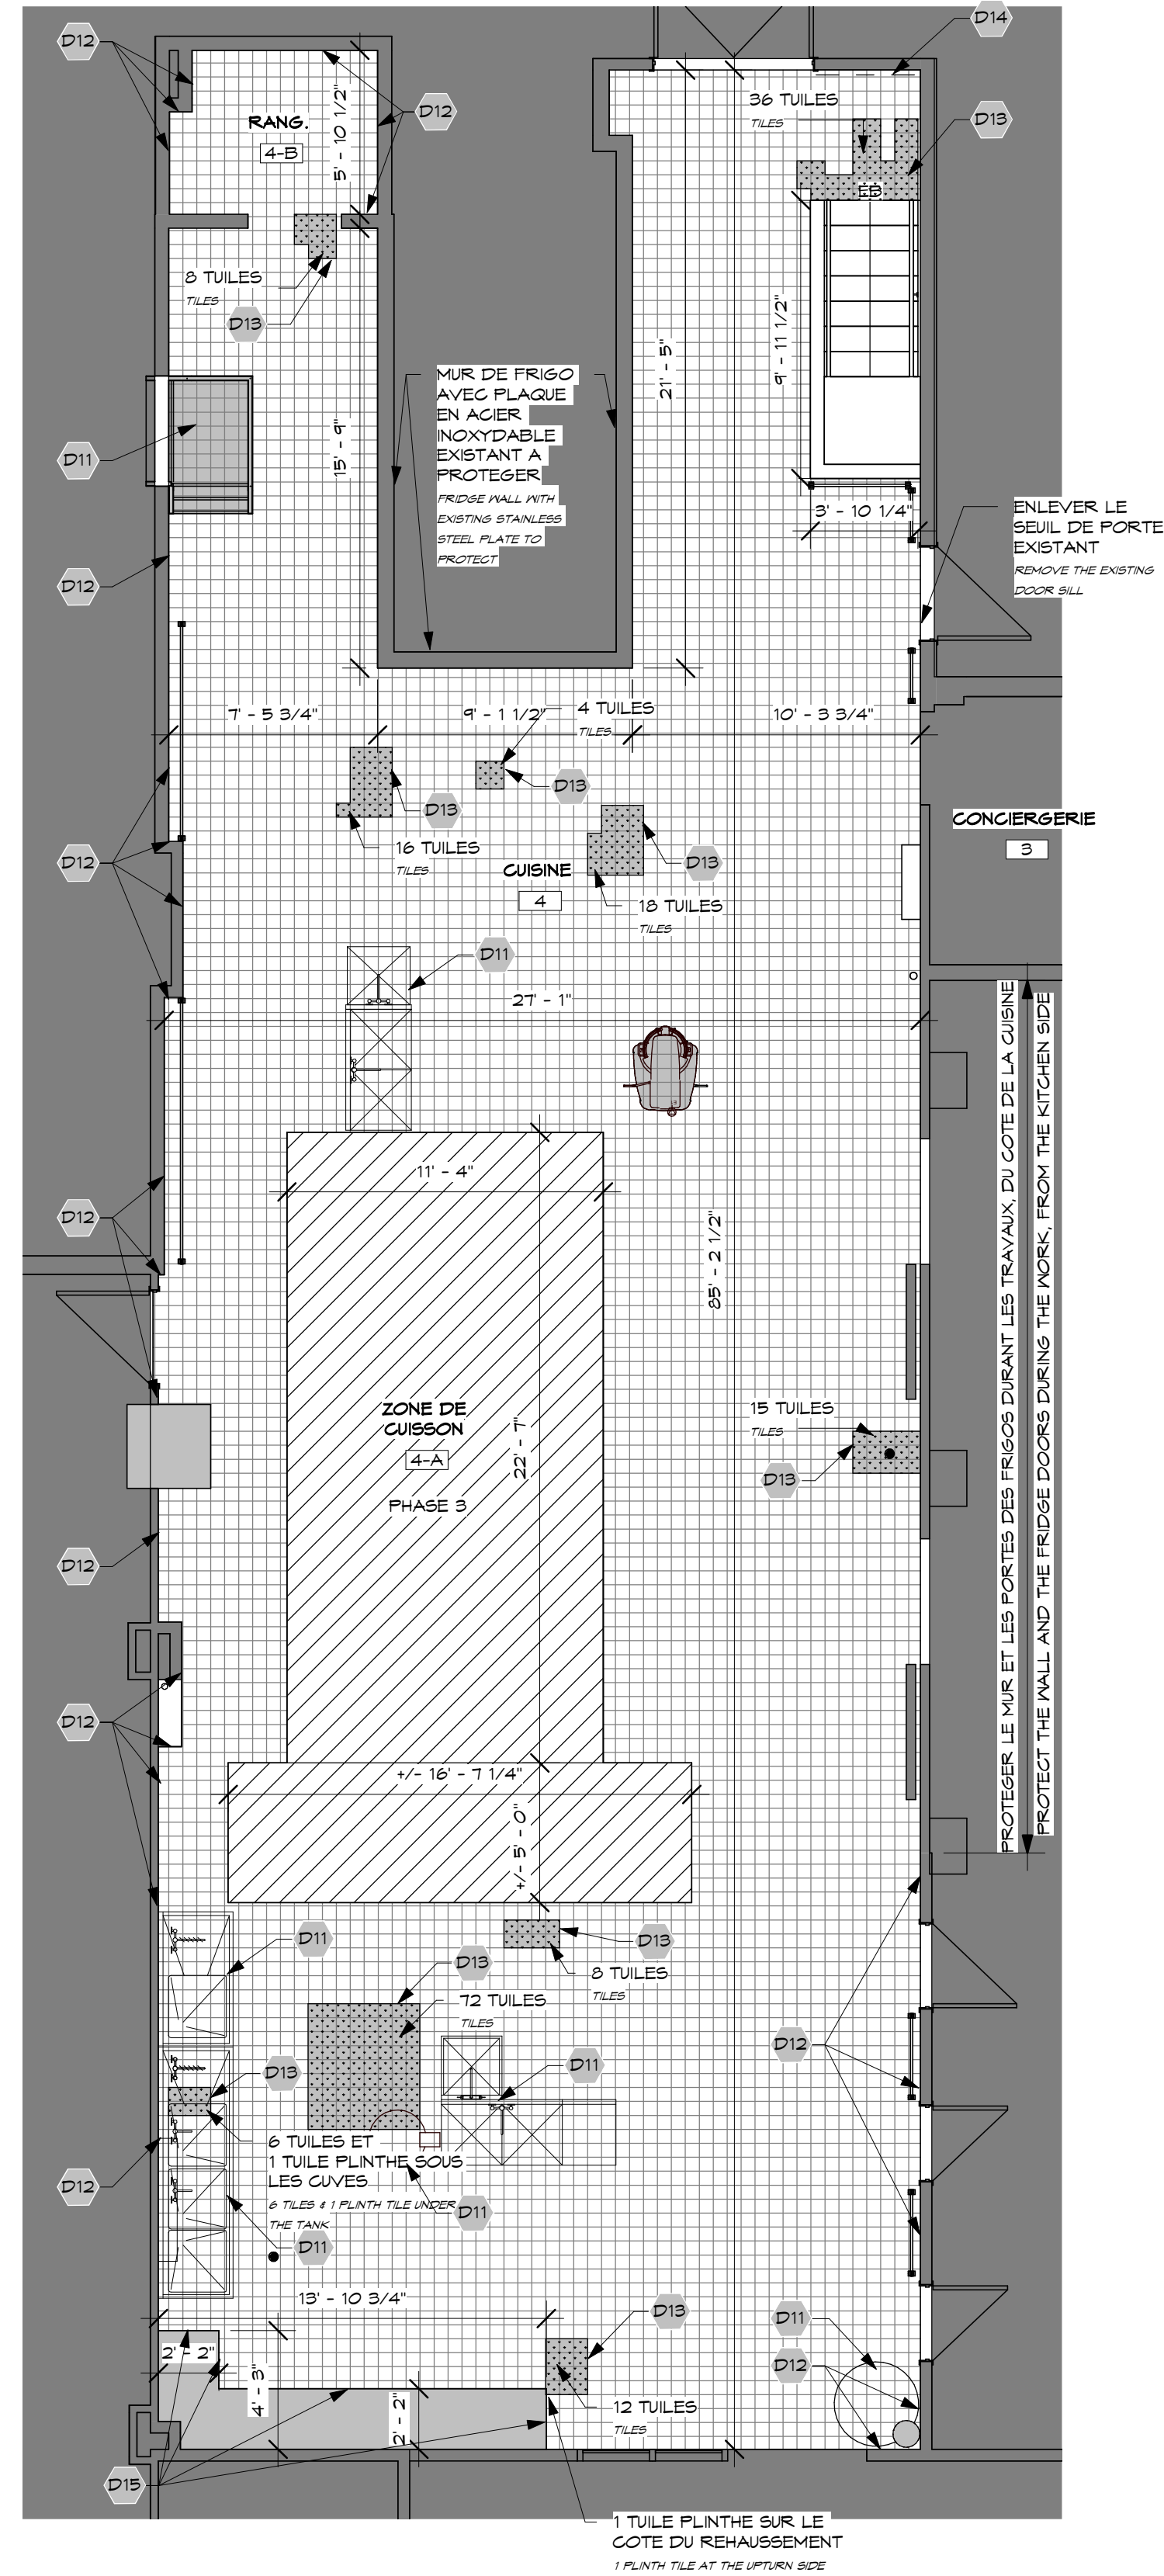 D12
D14
36 TUILES
TILES
D12
D13
RANG.
4-B
5' - 10 1/2"
EB
8 TUILES
TILES
D13
9' - 11 1/2"
21' - 5"
MUR DE FRIGO
AVEC PLAQUE
EN ACIER
INOXYDABLE
EXISTANT A
PROTEGER
FRIDGE WALL WITH
EXISTING STAINLESS
STEEL PLATE TO
PROTECT
15' - 9"
D11
3' - 10 1/4"
ENLEVER LE
SEUIL DE PORTE
EXISTANT
REMOVE THE EXISTING
DOOR SILL
D12
7' - 5 3/4"
9' - 1 1/2"
4 TUILES
TILES
10' - 3 3/4"
D13
D13
CONCIERGERIE
3
16 TUILES
TILES
D12
D13
CUISINE
4
18 TUILES
TILES
D11
27' - 1"
PROTEGER LE MUR ET LES PORTES DES FRIGOS DURANT LES TRAVAUX, DU COTE DE LA CUISINE
PROTECT THE WALL AND THE FRIDGE DOORS DURING THE WORK, FROM THE KITCHEN SIDE
11' - 4"
D12
85' - 2 1/2"
ZONE DE
CUISSON
4-A
22' - 7"
PHASE 3
15 TUILES
TILES
D13
D12
D12
+/- 16' - 7 1/4"
+/- 5' - 0"
D11
D13
D13
8 TUILES
TILES
72 TUILES
TILES
D12
D13
D11
6 TUILES ET
1 TUILE PLINTHE SOUS
LES CUVES
6 TILES & 1 PLINTH TILE UNDER
THE TANK
D12
D11
D11
13' - 10 3/4"
D13
D11
2' - 2"
D12
4' - 3"
2' - 2"
12 TUILES
TILES
D15
1 TUILE PLINTHE SUR LE
COTE DU REHAUSSEMENT
1 PLINTH TILE AT THE UPTURN SIDE